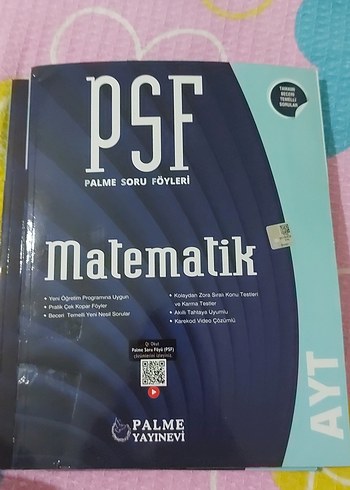 PSF
PALME SORU FÖYLERİ
TAMAMI
BECERİ
TEMELLİ
SORULAR
Matematik
• Yeni Öğretim Programına Uygun
• Pratik Çek Kopar Föyler
• Beceri Temelli Yeni Nesil Sorular
• Kolaydan Zora Sıralı Konu Testleri
ve Karma Testler
• Akıllı Tahtaya Uyumlu
• Karekod Video Çözümlü
Palme Soru Föyü (PSF)
AYT
PALME
YAYINEVİ